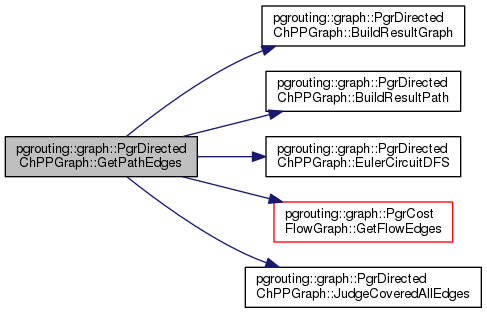 pgrouting::graph::PgrDirected
ChPPGraph::GetPathEdges
pgrouting::graph::PgrDirected
ChPPGraph::BuildResultGraph
pgrouting::graph::PgrDirected
ChPPGraph::BuildResultPath
pgrouting::graph::PgrDirected
ChPPGraph::EulerCircuitDFS
pgrouting::graph::PgrCost
FlowGraph::GetFlowEdges
pgrouting::graph::PgrDirected
ChPPGraph::JudgeCoveredAllEdges